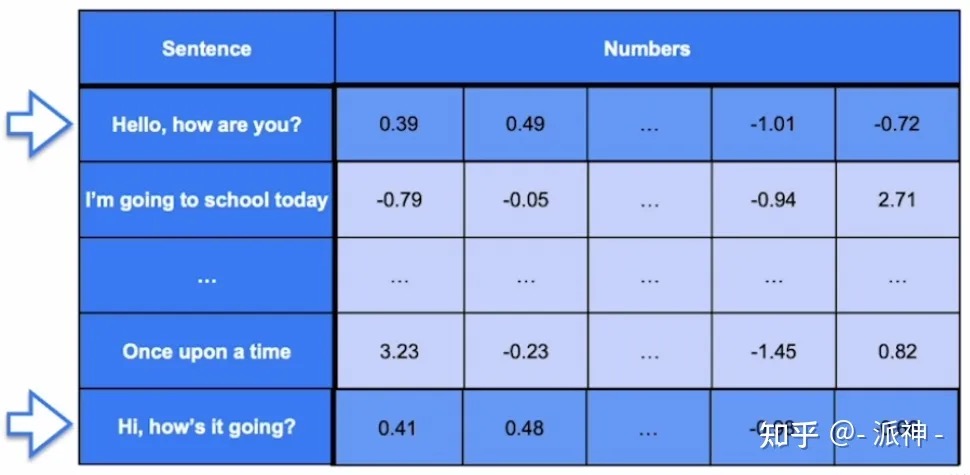 Sentence Numbers
Hello, how are you? 0.39 0.49 … -1.01 -0.72
I'm going to school today -0.79 -0.05 … -0.94 2.71
… … … … … …
Once upon a time 3.23 -0.23 … -1.45 0.82
Hi, how's it going? 0.41 0.48 …
知乎 @- 派神 -